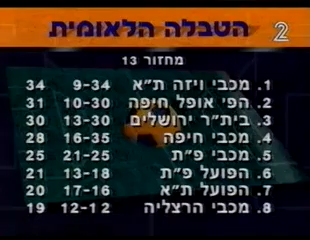 הטבלה הלאומית 2
מחזור 13
1. מכבי ויזה ת"א 9-34 34
2. הפי אופל חיפה 10-30 31
3. בית"ר ירושלים 13-30 30
4. מכבי חיפה 16-35 28
5. מכבי פ"ת 21-25 25
6. הפועל פ"ת 13-18 21
7. הפועל ת"א 17-16 20
8. מכבי הרצליה 12-12 19